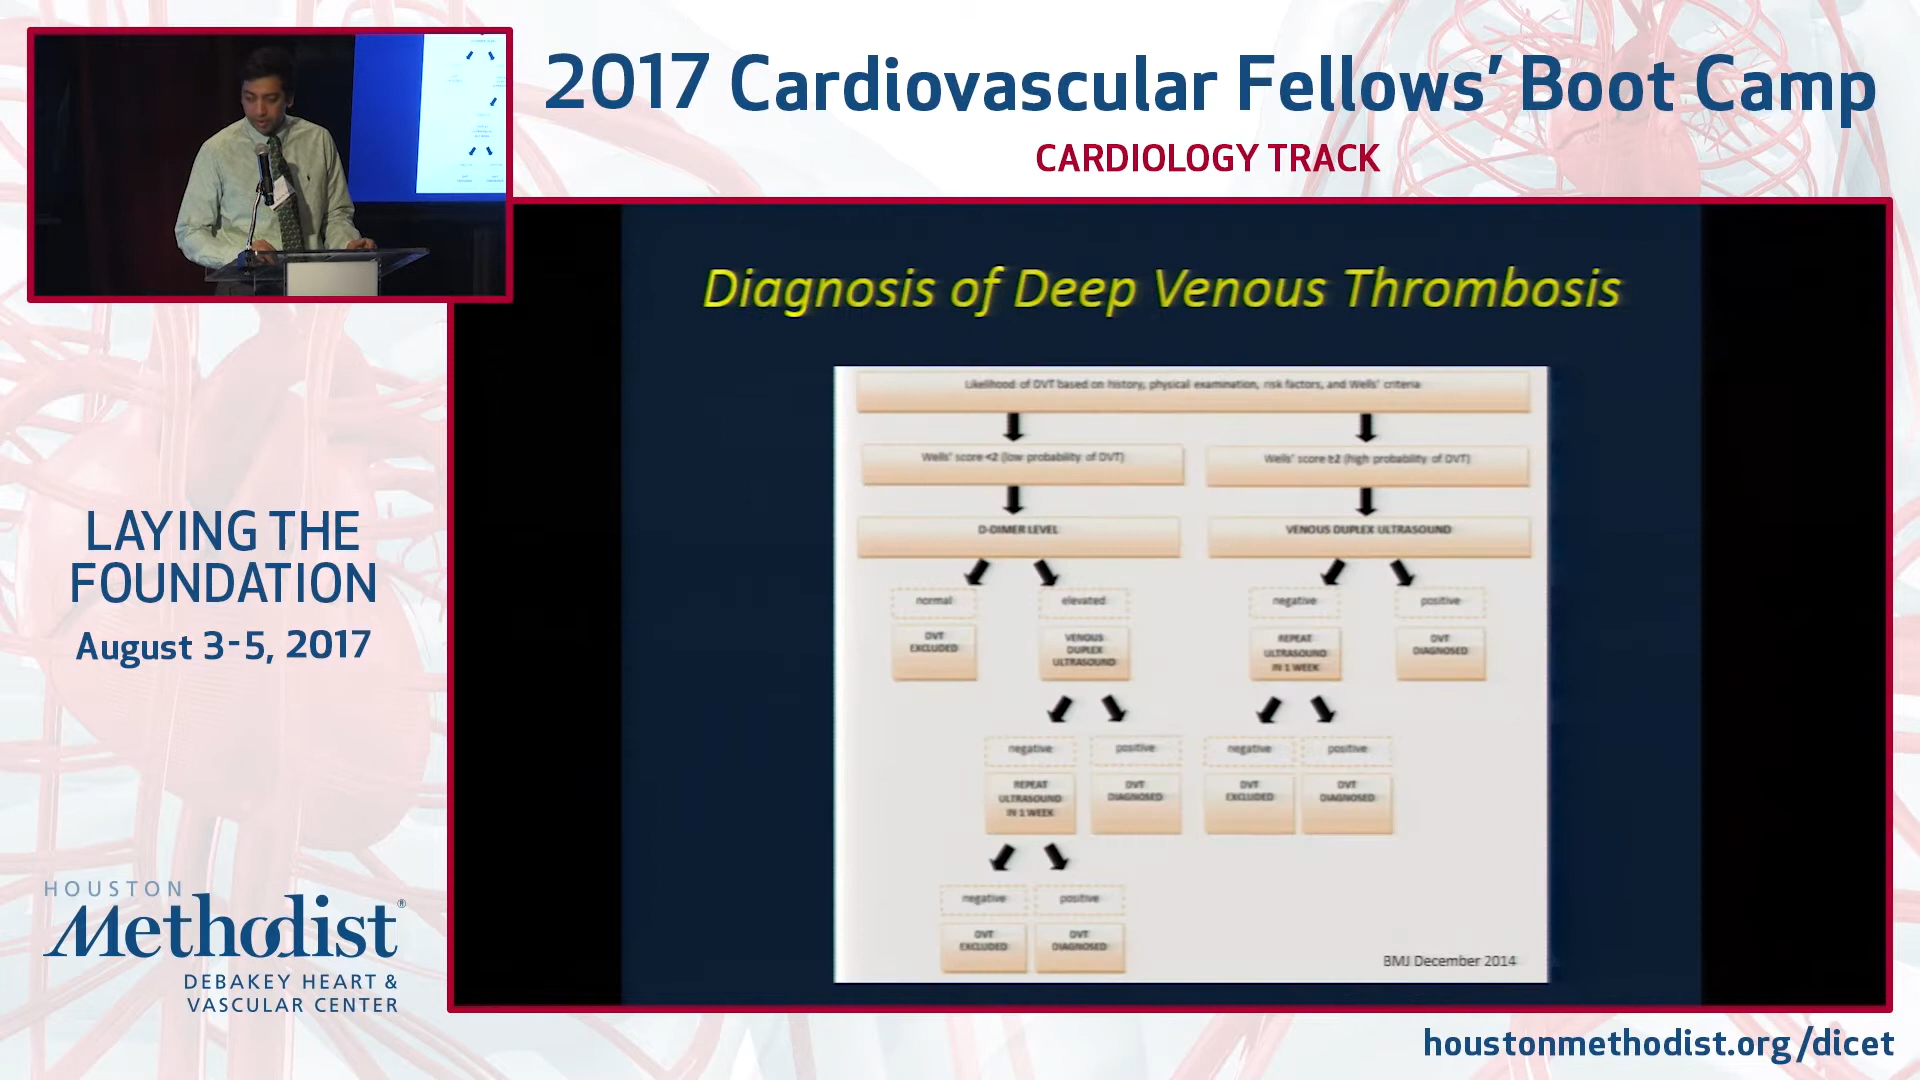 2017 Cardiovascular Fellows' Boot Camp
CARDIOLOGY TRACK
LAYING THE
FOUNDATION
August 3-5, 2017
HOUSTON
Methodist®
DEBAKEY HEART &
VASCULAR CENTER
Diagnosis of Deep Venous Thrombosis
Likelihood of DVT based on history, physical examination, risk factors, and Wells' criteria
Wells' score <2 (low probability of DVT)
Wells' score ≥2 (high probability of DVT)
D-DIMER LEVEL
VENOUS DUPLEX ULTRASOUND
normal
elevated
negative
positive
DVT
EXCLUDED
VENOUS
DUPLEX
ULTRASOUND
REPEAT
ULTRASOUND
IN 1 WEEK
DVT
DIAGNOSED
negative
positive
negative
positive
REPEAT
ULTRASOUND
IN 1 WEEK
DVT
DIAGNOSED
DVT
EXCLUDED
DVT
DIAGNOSED
negative
positive
DVT
EXCLUDED
DVT
DIAGNOSED
BMJ December 2014
houstonmethodist.org/dicet